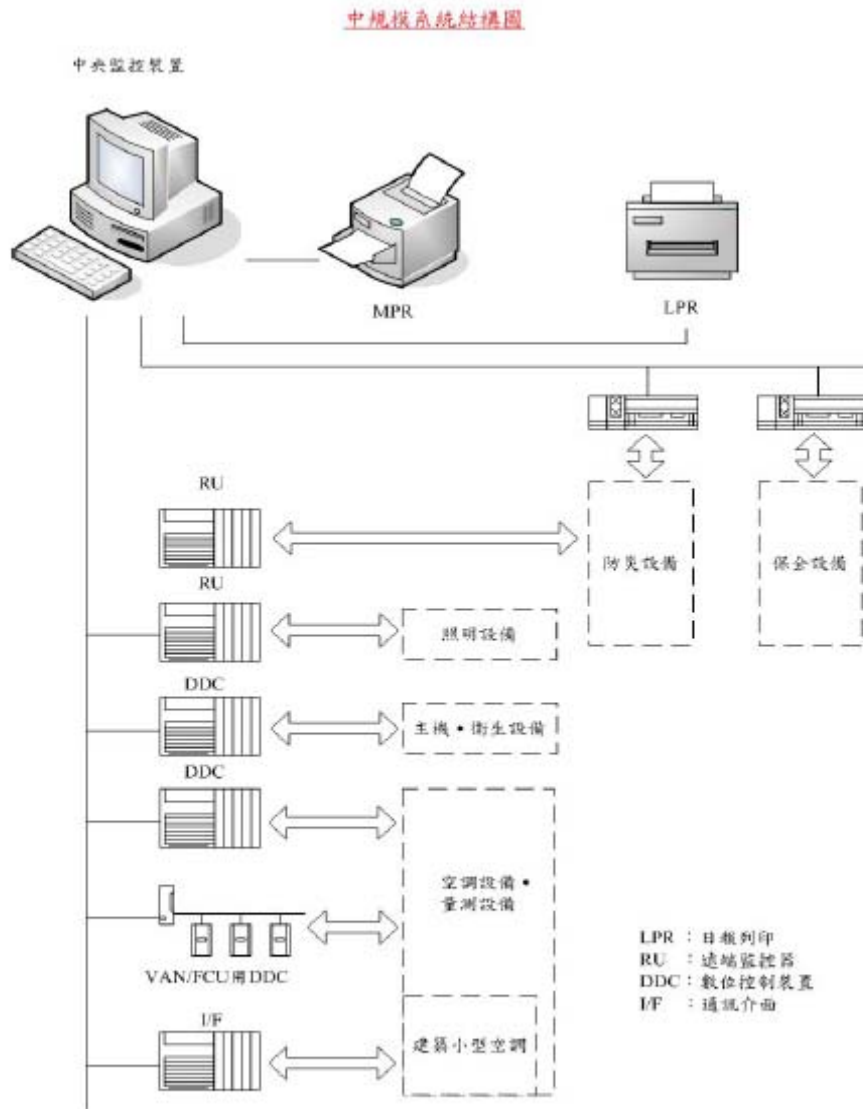 中規模系統結構圖
中央監控裝置
MPR
LPR
RU
防災設備
保全設備
RU
照明設備
DDC
主機・衛生設備
DDC
空調設備・
量測設備
VAN/FCU用DDC
I/F
建築小型空調
LPR：日報列印
RU：遠端監控器
DDC：數位控制裝置
I/F：通訊介面